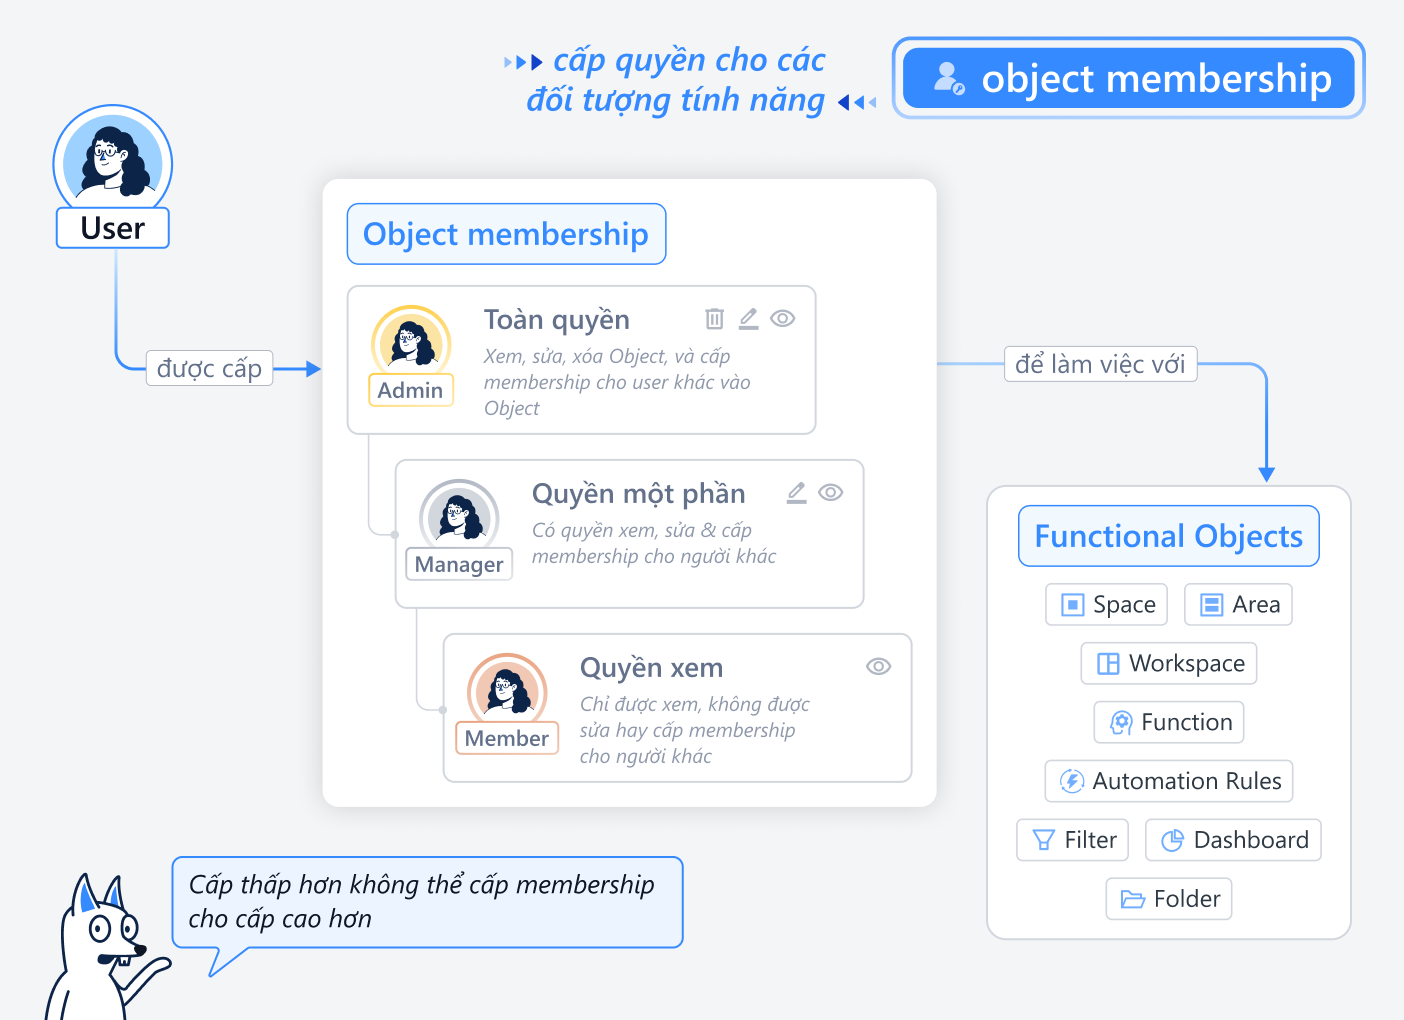 cấp quyền cho các
đối tượng tính năng
object membership
User
được cấp
Object membership
Toàn quyền
Xem, sửa, xóa Object, và cấp
membership cho user khác vào
Object
Admin
Quyền một phần
Có quyền xem, sửa & cấp
membership cho người khác
Manager
Quyền xem
Chỉ được xem, không được
sửa hay cấp membership
cho người khác
Member
để làm việc với
Functional Objects
Space
Area
Workspace
Function
Automation Rules
Filter
Dashboard
Folder
Cấp thấp hơn không thể cấp membership
cho cấp cao hơn